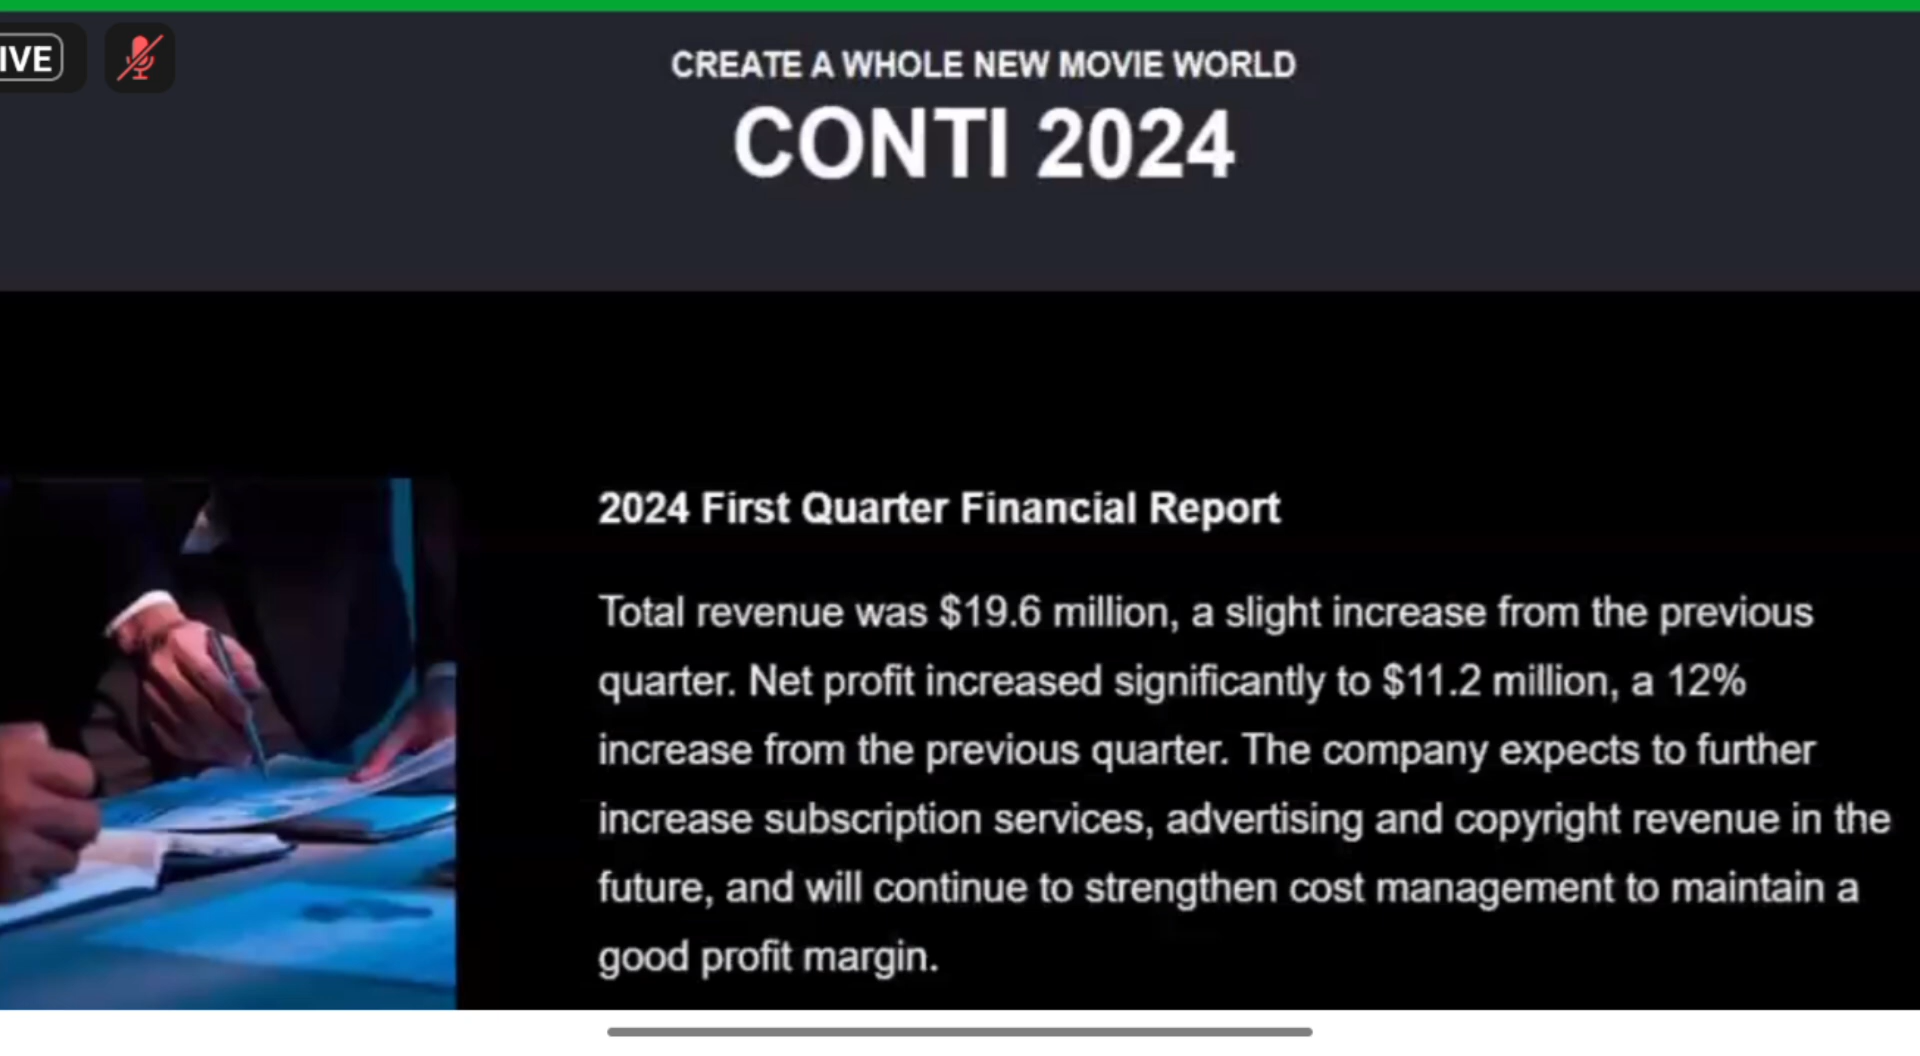 IVE
CREATE A WHOLE NEW MOVIE WORLD
CONTI 2024
2024 First Quarter Financial Report
Total revenue was $19.6 million, a slight increase from the previous
quarter. Net profit increased significantly to $11.2 million, a 12%
increase from the previous quarter. The company expects to further
increase subscription services, advertising and copyright revenue in the
future, and will continue to strengthen cost management to maintain a
good profit margin.